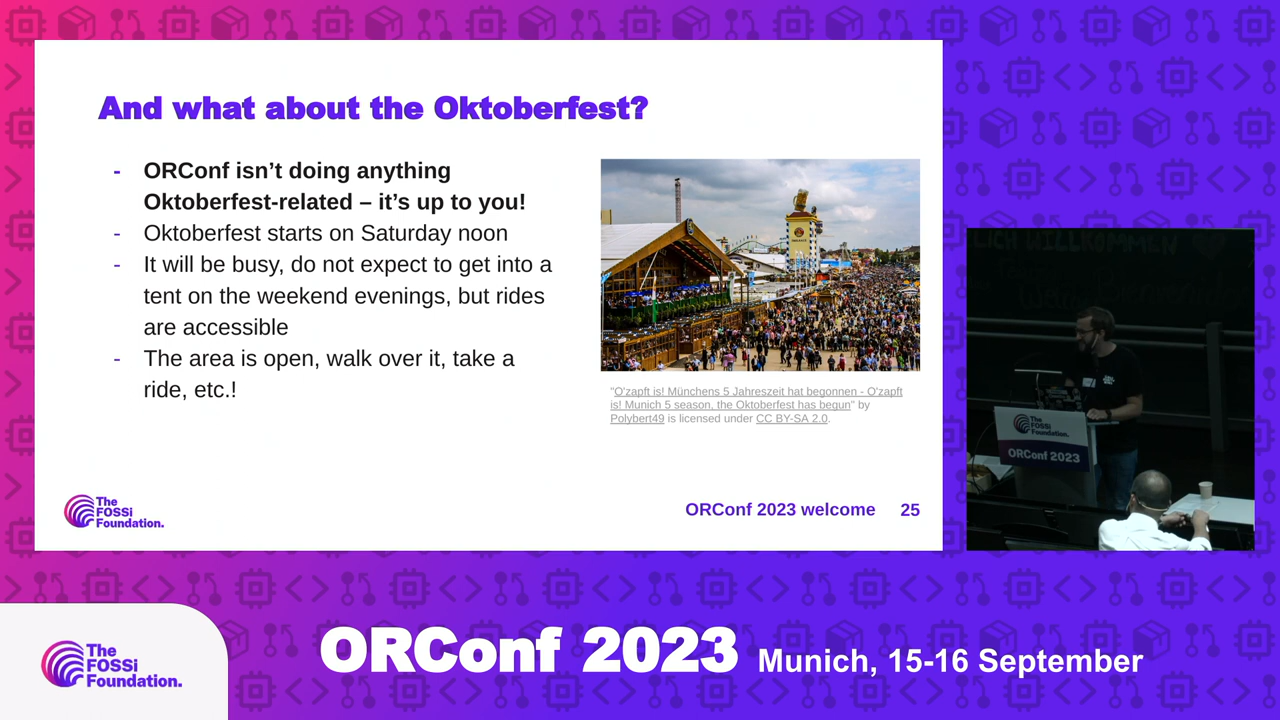 And what about the Oktoberfest?
- ORConf isn’t doing anything
Oktoberfest-related – it’s up to you!
- Oktoberfest starts on Saturday noon
- It will be busy, do not expect to get into a
tent on the weekend evenings, but rides
are accessible
- The area is open, walk over it, take a
ride, etc.!
"O'zapft is! Münchens 5 Jahreszeit hat begonnen - O'zapft
is! Munich 5 season, the Oktoberfest has begun" by
Polybert49 is licensed under CC BY-SA 2.0.
The
FOSSi
Foundation.
ORConf 2023 welcome 25
LICH WILLKOMMEN
The
FOSSi
Foundation.
ORConf 2023
The
FOSSi
Foundation.
ORConf 2023 Munich, 15-16 September